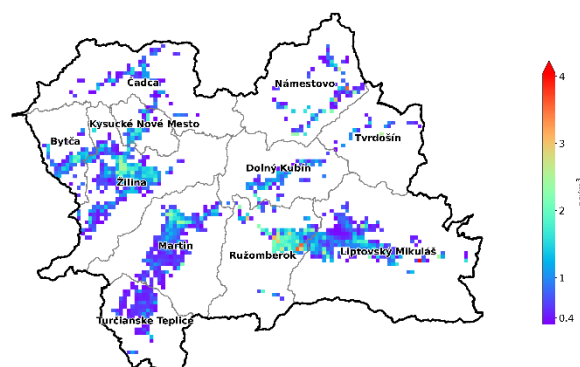 Čadca
Námestovo
Kysucké Nové Mesto
Tvrdošín
Bytča
Dolný Kubín
Žilina
Martin
Ružomberok
Liptovský Mikuláš
Turčianske Teplice
4
3
2
1
0.4